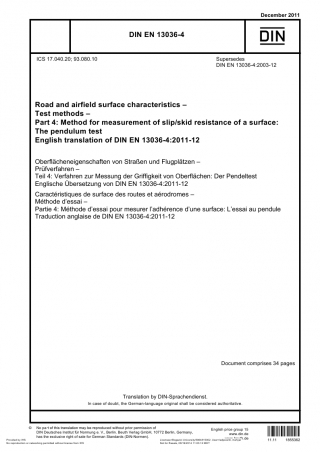 December 2011
DIN EN 13036-4
DIN
ICS 17.040.20; 93.080.10
Supersedes
DIN EN 13036-4:2003-12
Road and airfield surface characteristics –
Test methods –
Part 4: Method for measurement of slip/skid resistance of a surface:
The pendulum test
English translation of DIN EN 13036-4:2011-12
Oberflächeneigenschaften von Straßen und Flugplätzen –
Prüfverfahren –
Teil 4: Verfahren zur Messung der Griffigkeit von Oberflächen: Der Pendeltest
Englische Übersetzung von DIN EN 13036-4:2011-12
Caractéristiques de surface des routes et aérodromes –
Méthode d'essai –
Partie 4: Méthode d'essai pour mesurer l'adhérence d'une surface: L'essai au pendule
Traduction anglaise de DIN EN 13036-4:2011-12
Document comprises 34 pages
Translation by DIN-Sprachendienst.
In case of doubt, the German-language original shall be considered authoritative.
© No part of this translation may be reproduced without prior permission of
DIN Deutsches Institut für Normung e. V., Berlin. Beuth Verlag GmbH, 10772 Berlin, Germany,
has the exclusive right of sale for German Standards (DIN-Normen).
English price group 16
www.din.de
11.11